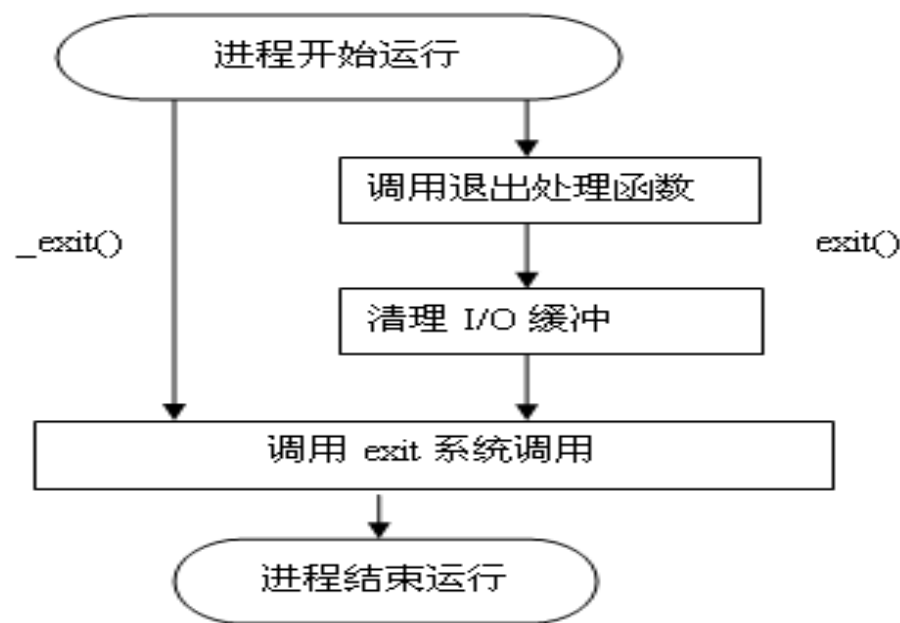 进程开始运行
调用退出处理函数
_exit()
exit()
清理 I/O 缓冲
调用 exit 系统调用
进程结束运行